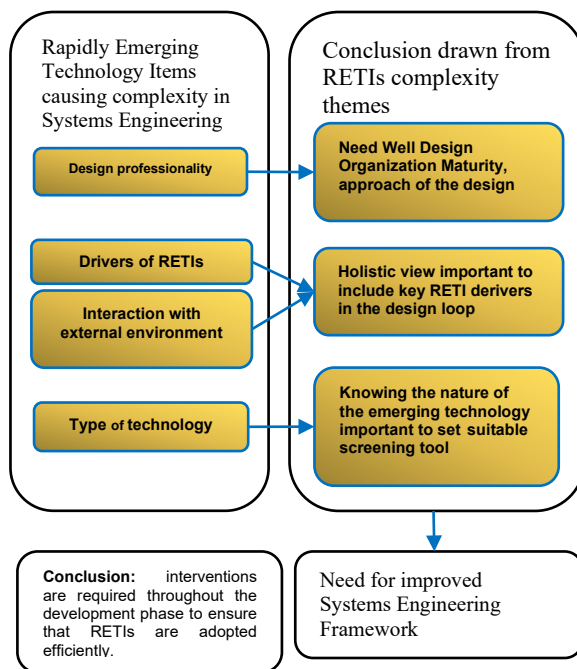 Rapidly Emerging
Technology Items
causing complexity in
Systems Engineering
Design professionality
Drivers of RETIs
Interaction with
external environment
Type of technology
Conclusion drawn from
RETIs complexity
themes
Need Well Design
Organization Maturity,
approach of the design
Holistic view important to
include key RETI derivers
in the design loop
Knowing the nature of
the emerging technology
important to set suitable
screening tool
Conclusion: interventions
are required throughout the
development phase to ensure
that RETIs are adopted
efficiently.
Need for improved
Systems Engineering
Framework